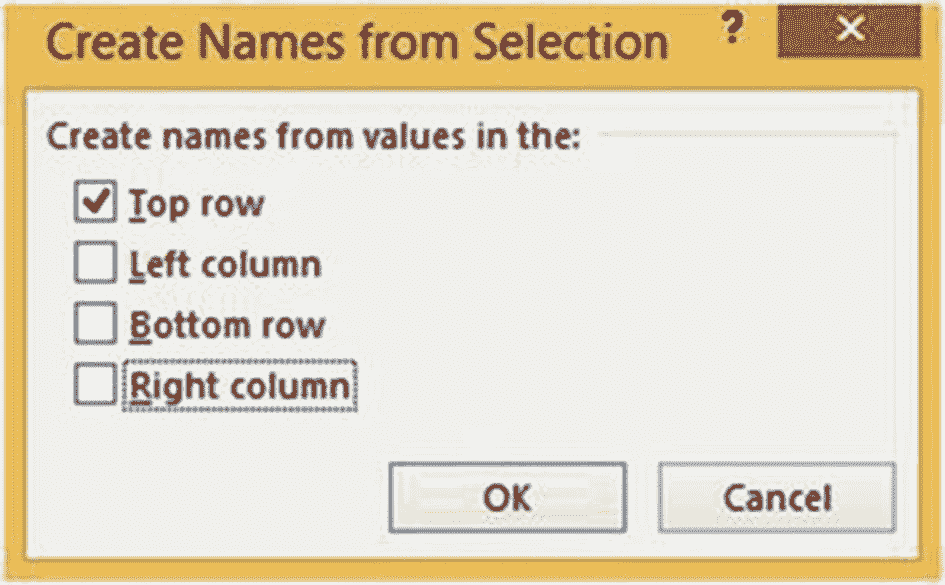 Create Names from Selection ?
Create names from values in the:
Top row
Left column
Bottom row
Right column
OK Cancel